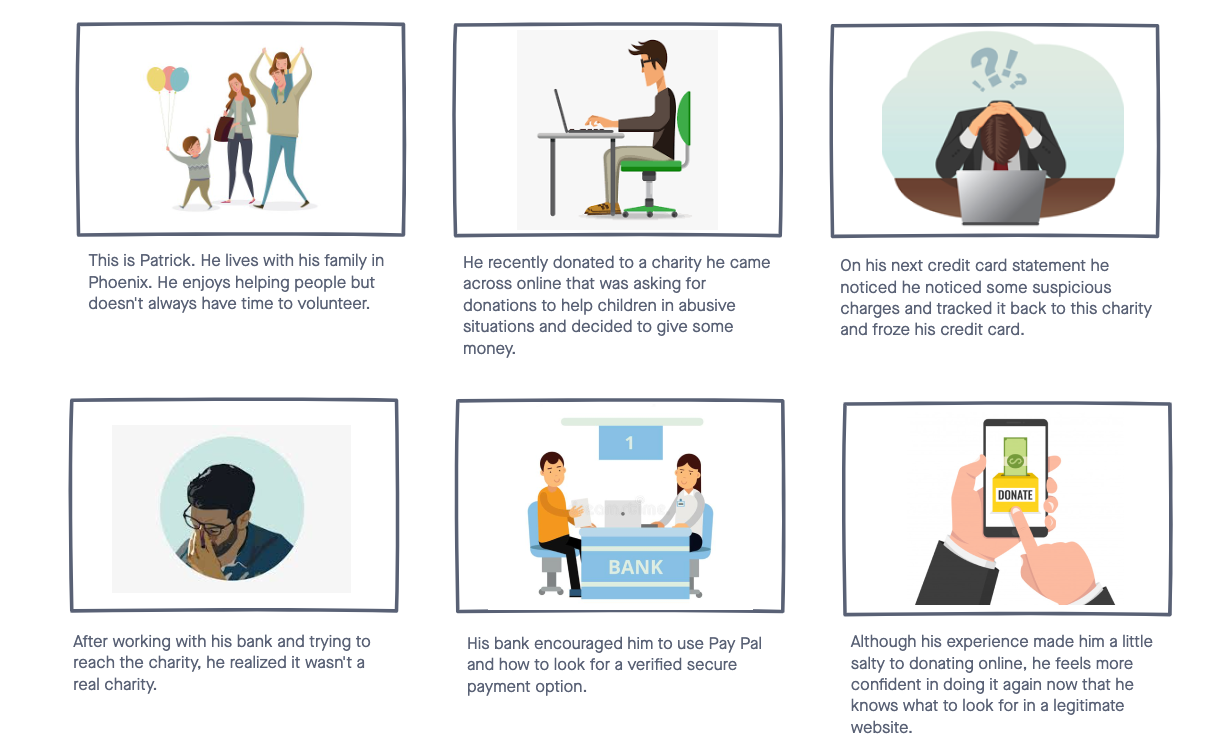 This is Patrick. He lives with his family in
Phoenix. He enjoys helping people but
doesn't always have time to volunteer.
He recently donated to a charity he came
across online that was asking for
donations to help children in abusive
situations and decided to give some
money.
?!?!
On his next credit card statement he
noticed he noticed some suspicious
charges and tracked it back to this charity
and froze his credit card.
After working with his bank and trying to
reach the charity, he realized it wasn't a
real charity.
1
BANK
His bank encouraged him to use Pay Pal
and how to look for a verified secure
payment option.
DONATE
Although his experience made him a little
salty to donating online, he feels more
confident in doing it again now that he
knows what to look for in a legitimate
website.